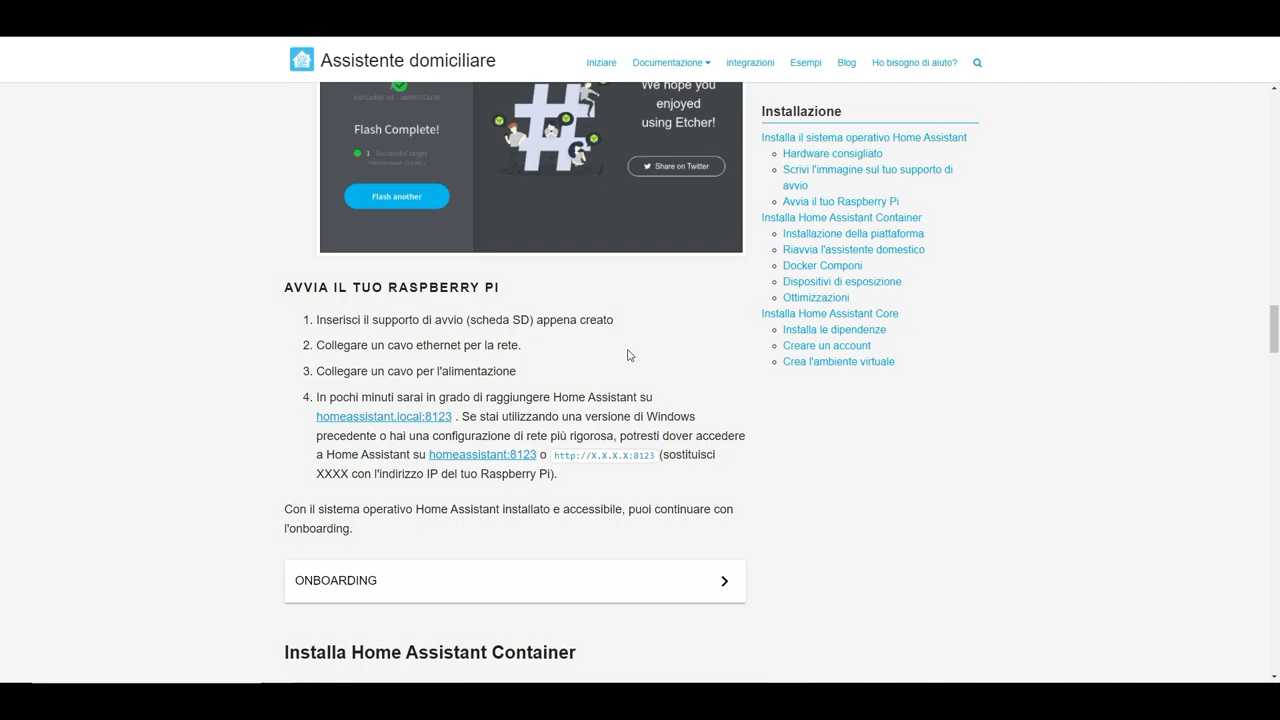 Assistente domiciliare
Iniziare Documentazione integrazioni Esempi Blog Ho bisogno di aiuto?
We hope you
enjoyed
using Etcher!
Flash Complete!
1 Successful target
Share on Twitter
Flash another
AVVIA IL TUO RASPBERRY PI
1. Inserisci il supporto di avvio (scheda SD) appena creato
2. Collegare un cavo ethernet per la rete.
3. Collegare un cavo per l'alimentazione
4. In pochi minuti sarai in grado di raggiungere Home Assistant su
homeassistant.local:8123 . Se stai utilizzando una versione di Windows
precedente o hai una configurazione di rete più rigorosa, potresti dover accedere
a Home Assistant su homeassistant:8123 o http://X.X.X.X:8123 (sostituisci
XXXX con l'indirizzo IP del tuo Raspberry Pi).
Con il sistema operativo Home Assistant installato e accessibile, puoi continuare con
l'onboarding.
ONBOARDING
Installa Home Assistant Container
Installazione
Installa il sistema operativo Home Assistant
Hardware consigliato
Scrivi l'immagine sul tuo supporto di
avvio
Avvia il tuo Raspberry Pi
Installa Home Assistant Container
Installazione della piattaforma
Riavvia l'assistente domestico
Docker Componi
Dispositivi di esposizione
Ottimizzazioni
Installa Home Assistant Core
Installa le dipendenze
Creare un account
Crea l'ambiente virtuale